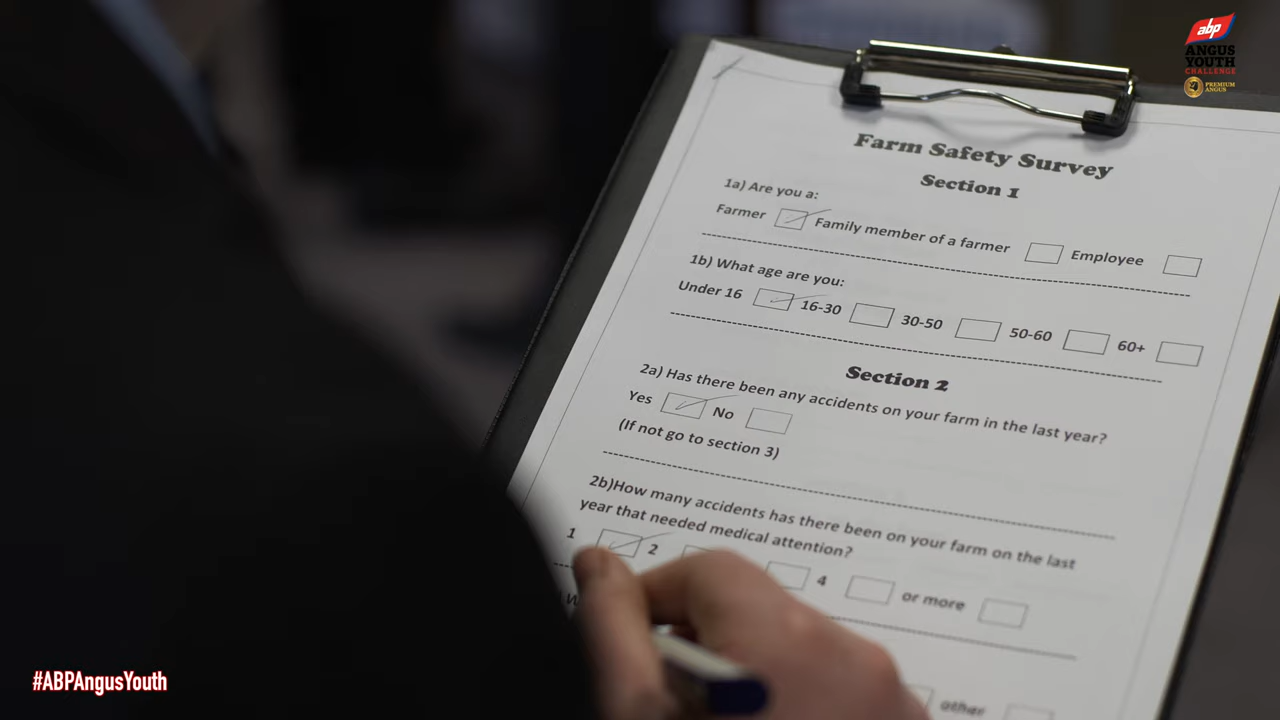 abp
ANGUS
YOUTH
CHALLENGE
PREMIUM
ANGUS
Farm Safety Survey
Section 1
1a) Are you a:
Farmer Family member of a farmer Employee
1b) What age are you:
Under 16 16-30 30-50 50-60 60+
Section 2
2a) Has there been any accidents on your farm in the last year?
Yes No
(If not go to section 3)
2b)How many accidents has there been on your farm on the last
year that needed medical attention?
1 2 4 or more
other
#ABPAngusYouth